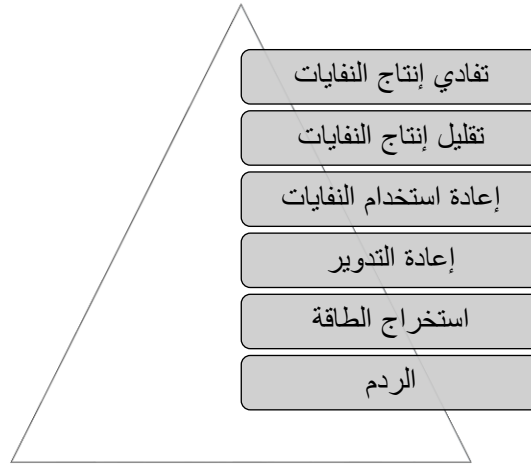 تفادي إنتاج النفايات
تقليل إنتاج النفايات
إعادة استخدام النفايات
إعادة التدوير
استخراج الطاقة
الردم